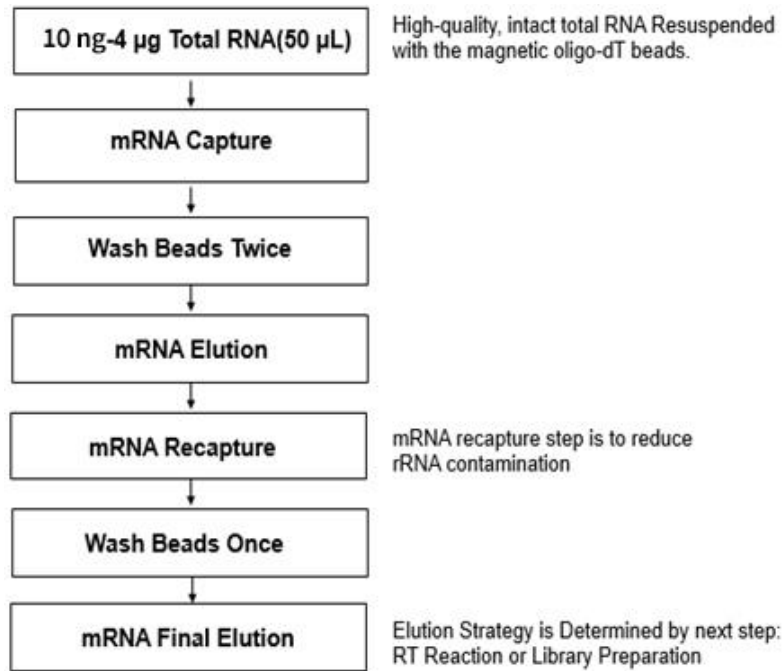 10 ng-4 µg Total RNA(50 µL)
High-quality, intact total RNA Resuspended
with the magnetic oligo-dT beads.
mRNA Capture
Wash Beads Twice
mRNA Elution
mRNA Recapture
mRNA recapture step is to reduce
rRNA contamination
Wash Beads Once
mRNA Final Elution
Elution Strategy is Determined by next step:
RT Reaction or Library Preparation